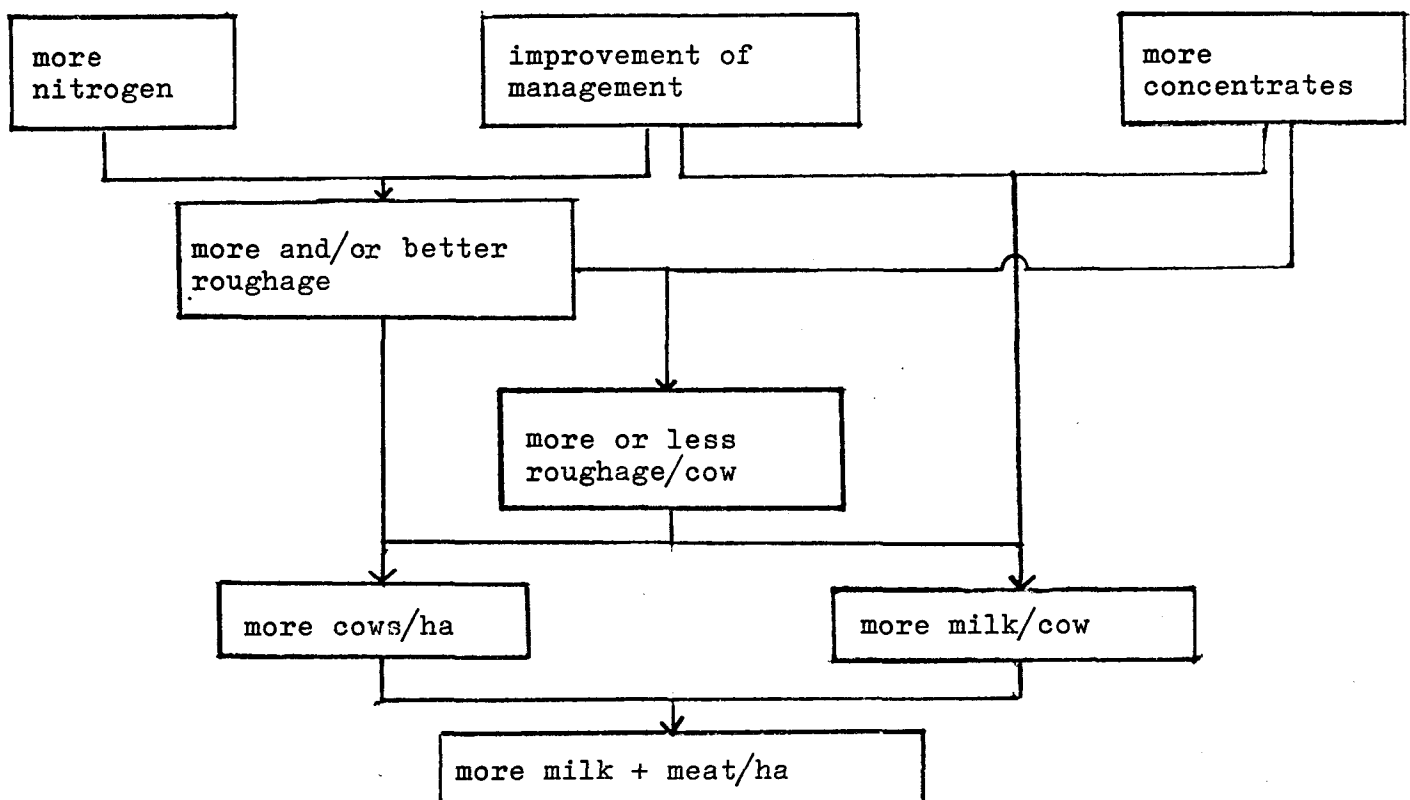 more
nitrogen
improvement of
management
more
concentrates
more and/or better
roughage
more or less
roughage/cow
more cows/ha
more milk/cow
more milk + meat/ha